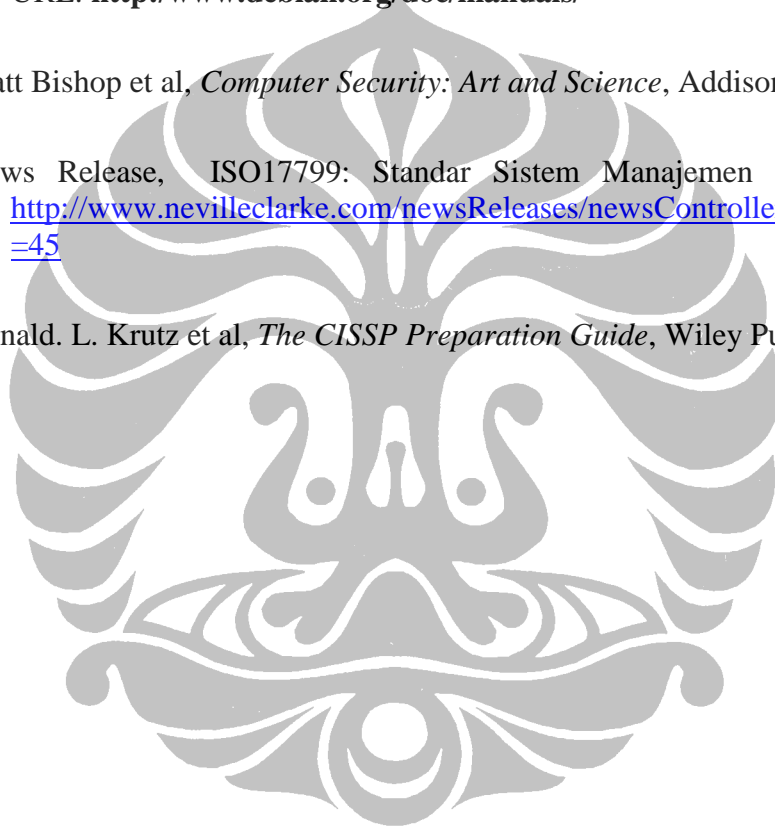 URL: http://www.debian.org/doc/manuals/
att Bishop et al, Computer Security: Art and Science, Addison
ws Release, ISO17799: Standar Sistem Manajemen
http://www.nevilleclarke.com/newsReleases/newsControlle
=45
nald. L. Krutz et al, The CISSP Preparation Guide, Wiley Pu